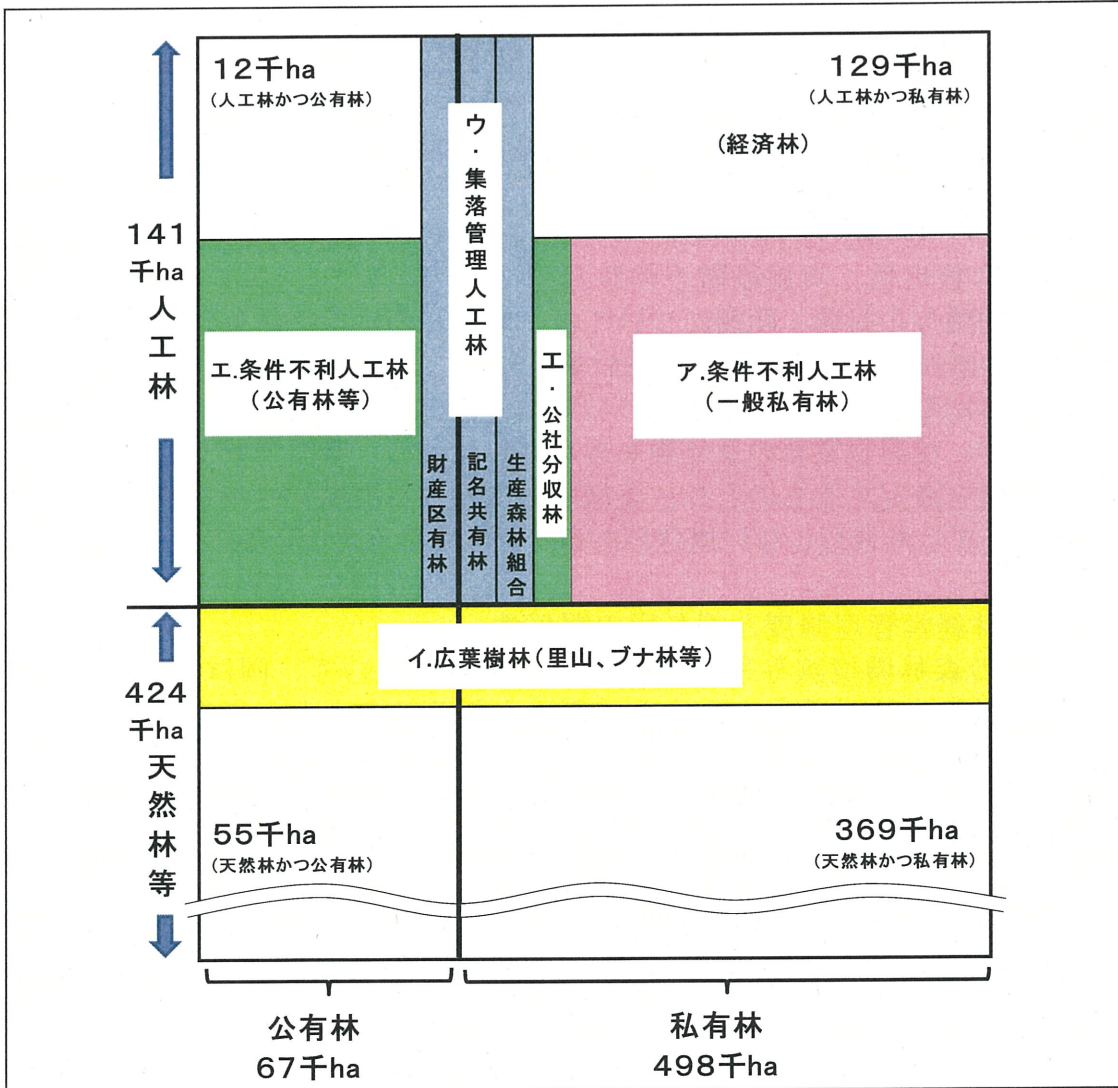 12千ha
(人工林かつ公有林)
129千ha
(人工林かつ私有林)
(経済林)
ウ・集落管理人工林
141
千ha
人工林
エ.条件不利人工林
(公有林等)
財産区有林
記名共有林
生産森林組合
エ・公社分収林
ア.条件不利人工林
(一般私有林)
イ.広葉樹林(里山、ブナ林等)
424
千ha
天然林等
55千ha
(天然林かつ公有林)
369千ha
(天然林かつ私有林)
公有林
67千ha
私有林
498千ha